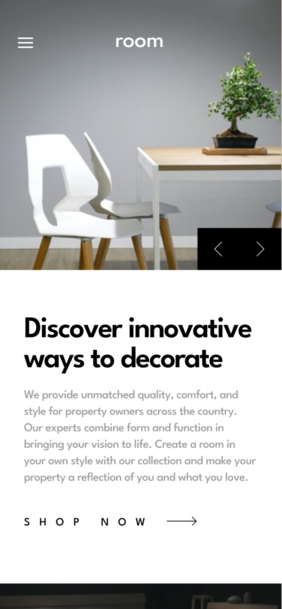 room
Discover innovative
ways to decorate
We provide unmatched quality, comfort, and
style for property owners across the country.
Our experts combine form and function in
bringing your vision to life. Create a room in
your own style with our collection and make your
property a reflection of you and what you love.
SHOP NOW